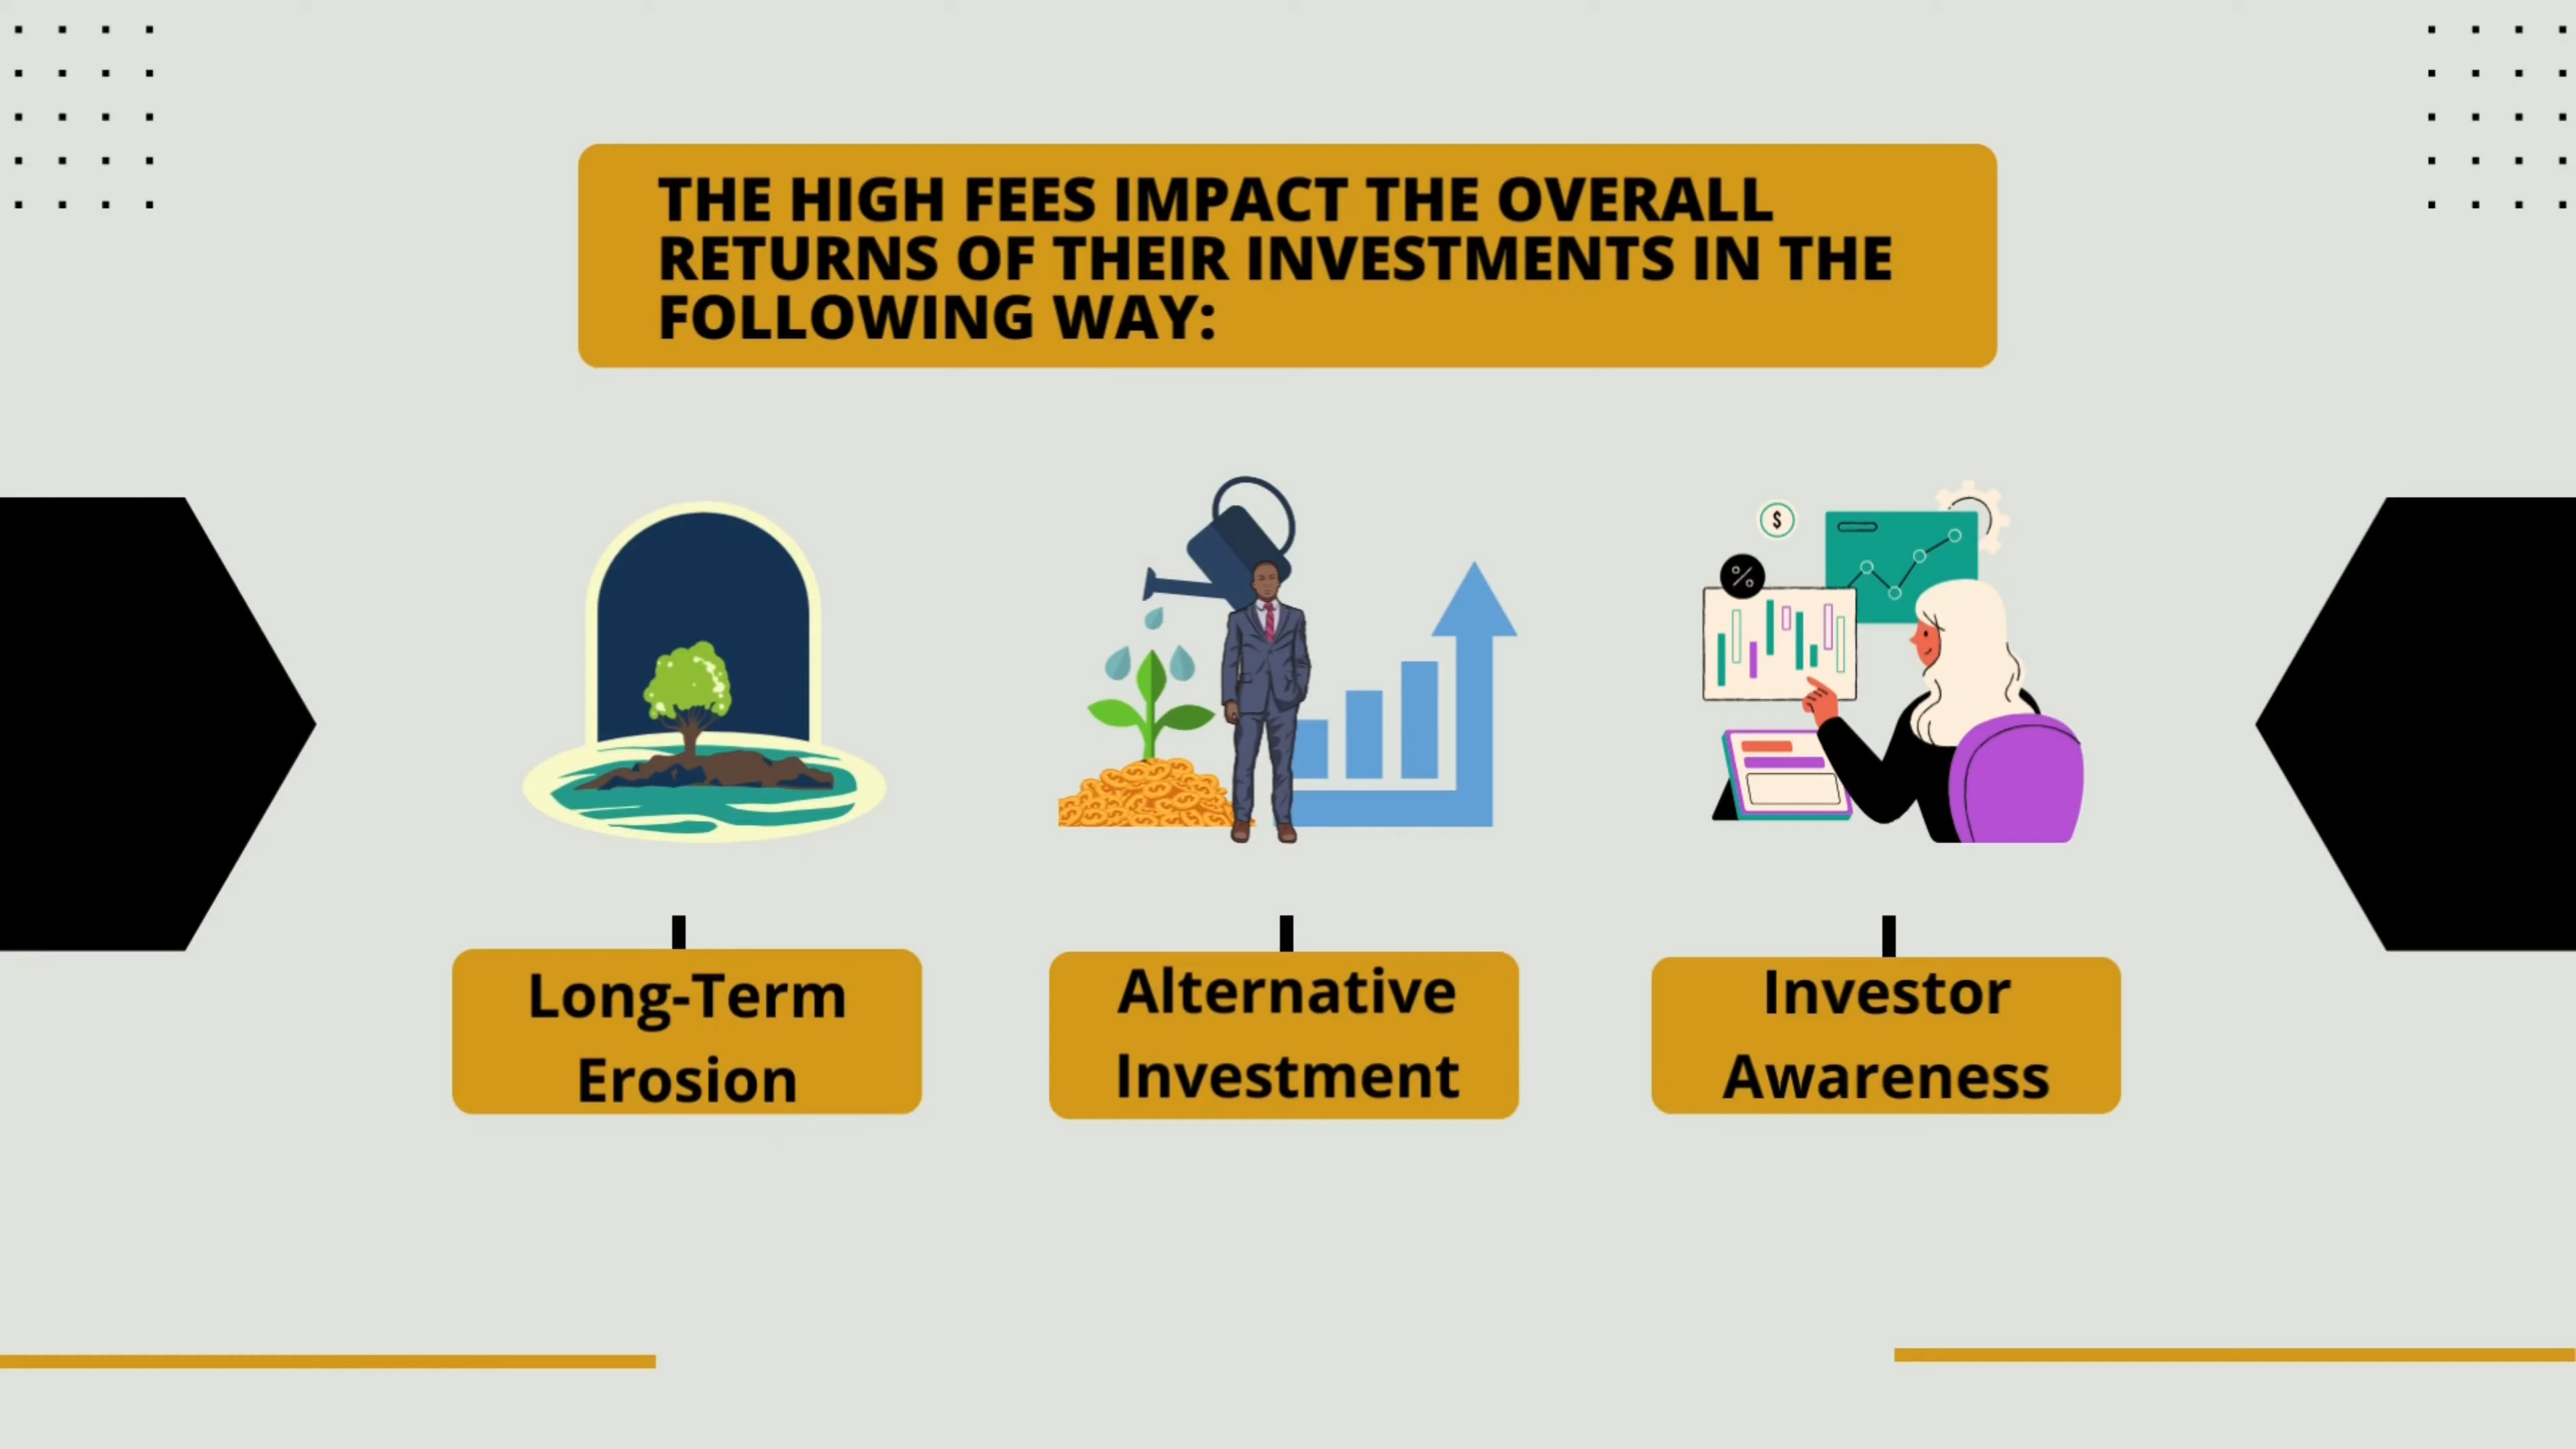 THE HIGH FEES IMPACT THE OVERALL
RETURNS OF THEIR INVESTMENTS IN THE
FOLLOWING WAY:
$
%
Long-Term
Erosion
Alternative
Investment
Investor
Awareness